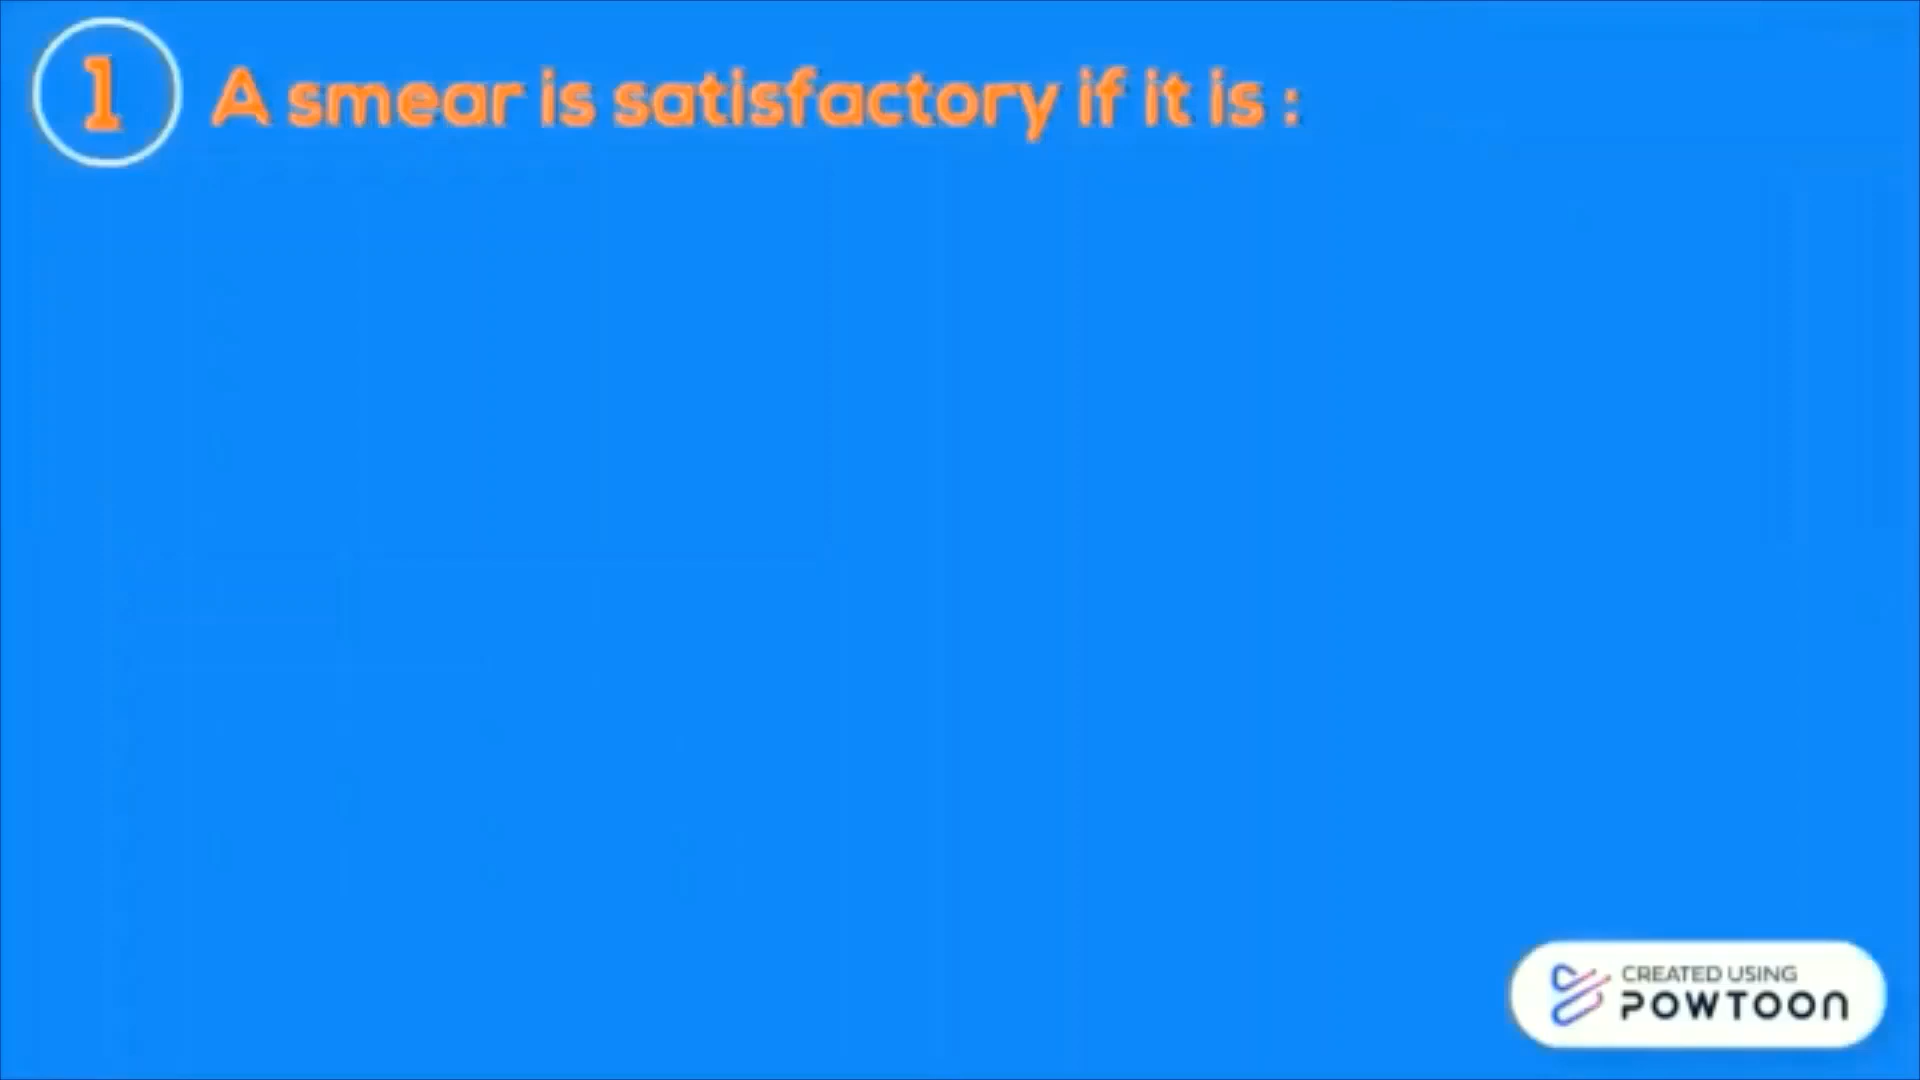 1 A smear is satisfactory if it is :
CREATED USING
POWTOON